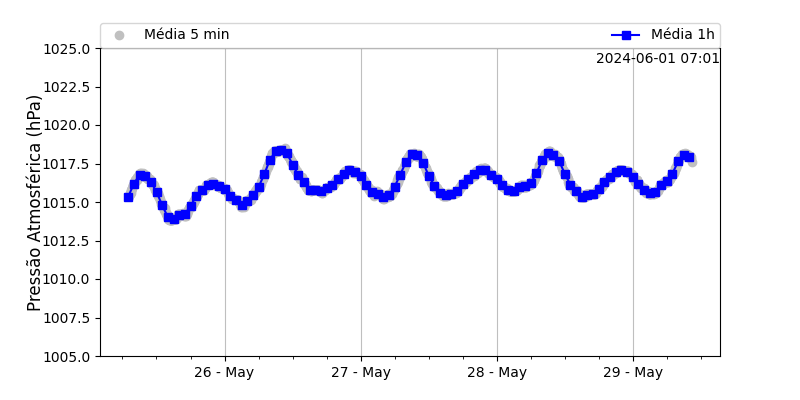 Média 5 min
Média 1h
2024-06-01 07:01
Pressão Atmosférica (hPa)
1025.0
1022.5
1020.0
1017.5
1015.0
1012.5
1010.0
1007.5
1005.0
26 - May
27 - May
28 - May
29 - May